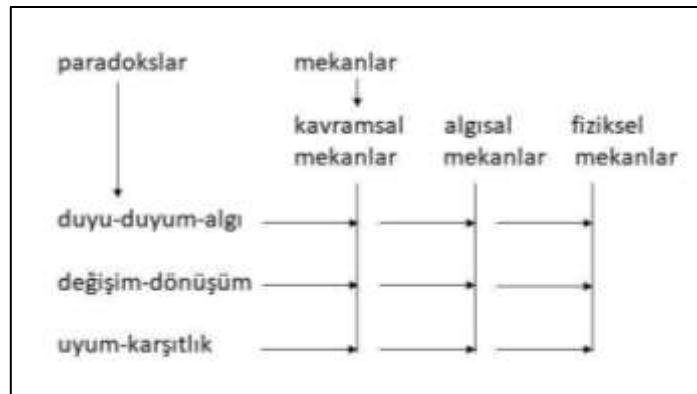 paradokslar mekanlar
kavramsal algısal fiziksel
mekanlar mekanlar mekanlar
duyu-duyum-algı
değişim-dönüşüm
uyum-karşıtlık